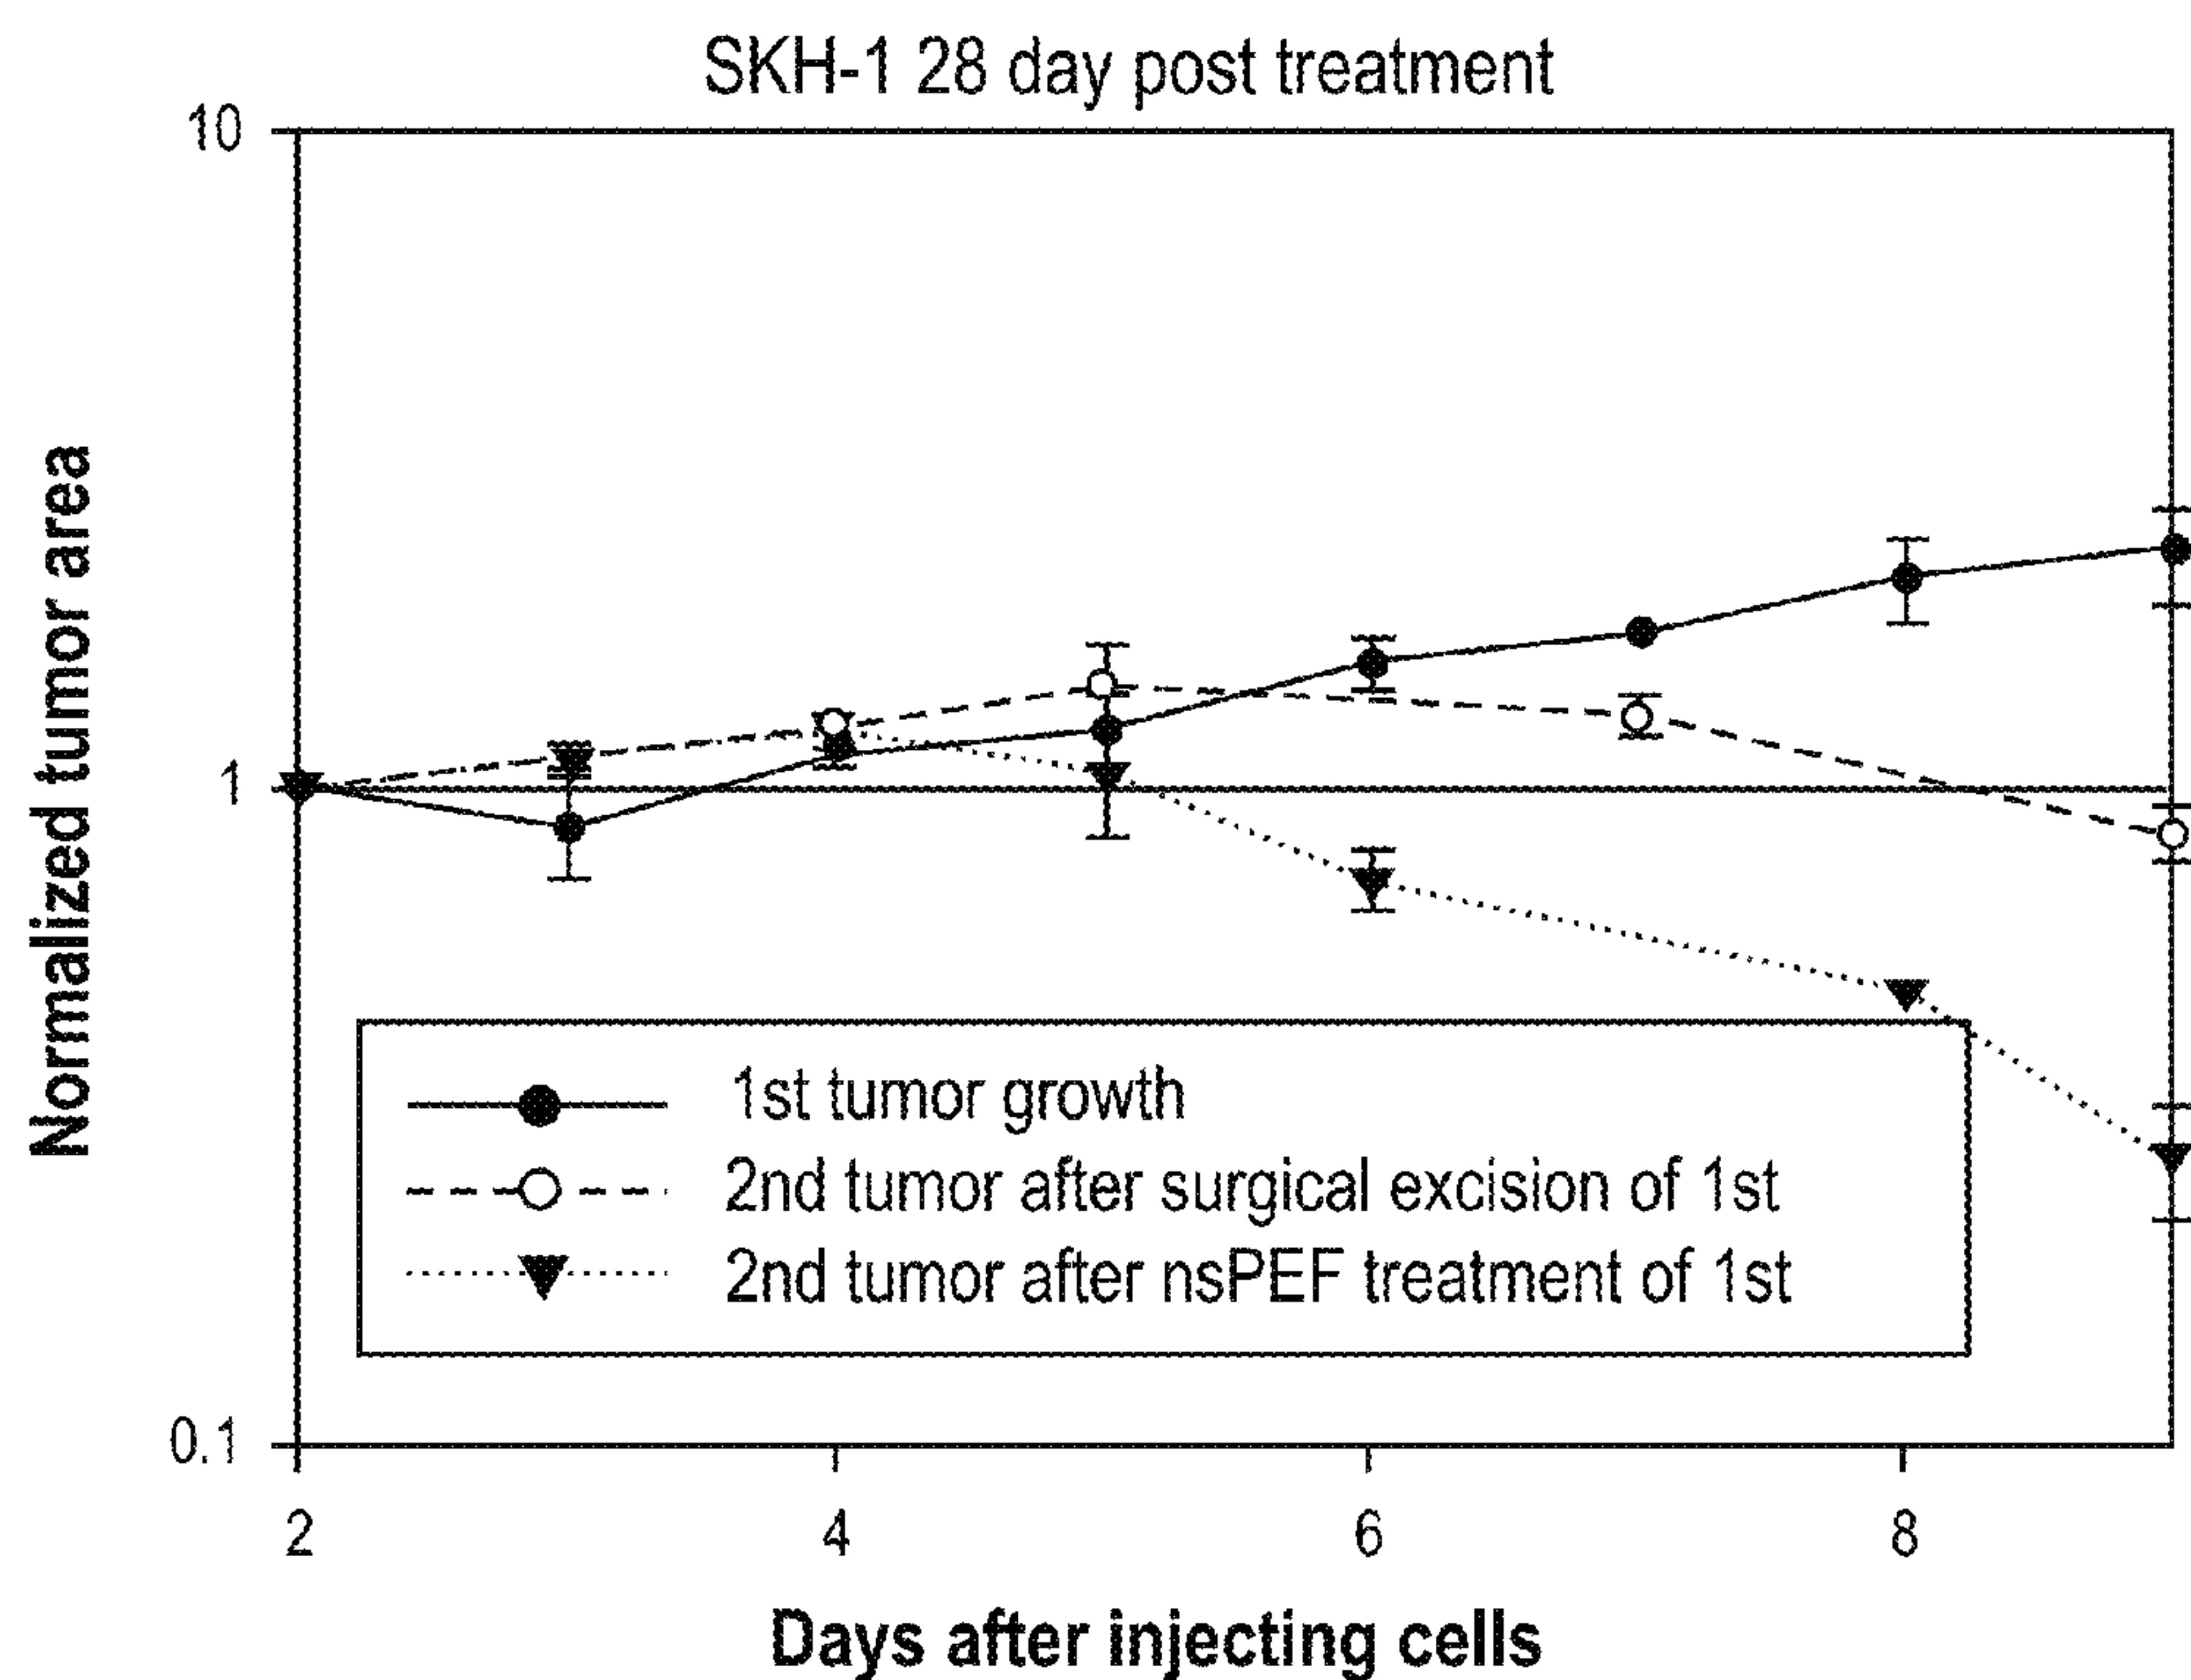 SKH-1 28 day post treatment
10
1
0.1
Normalized tumor area
1st tumor growth
2nd tumor after surgical excision of 1st
2nd tumor after nsPEF treatment of 1st
2 4 6 8
Days after injecting cells